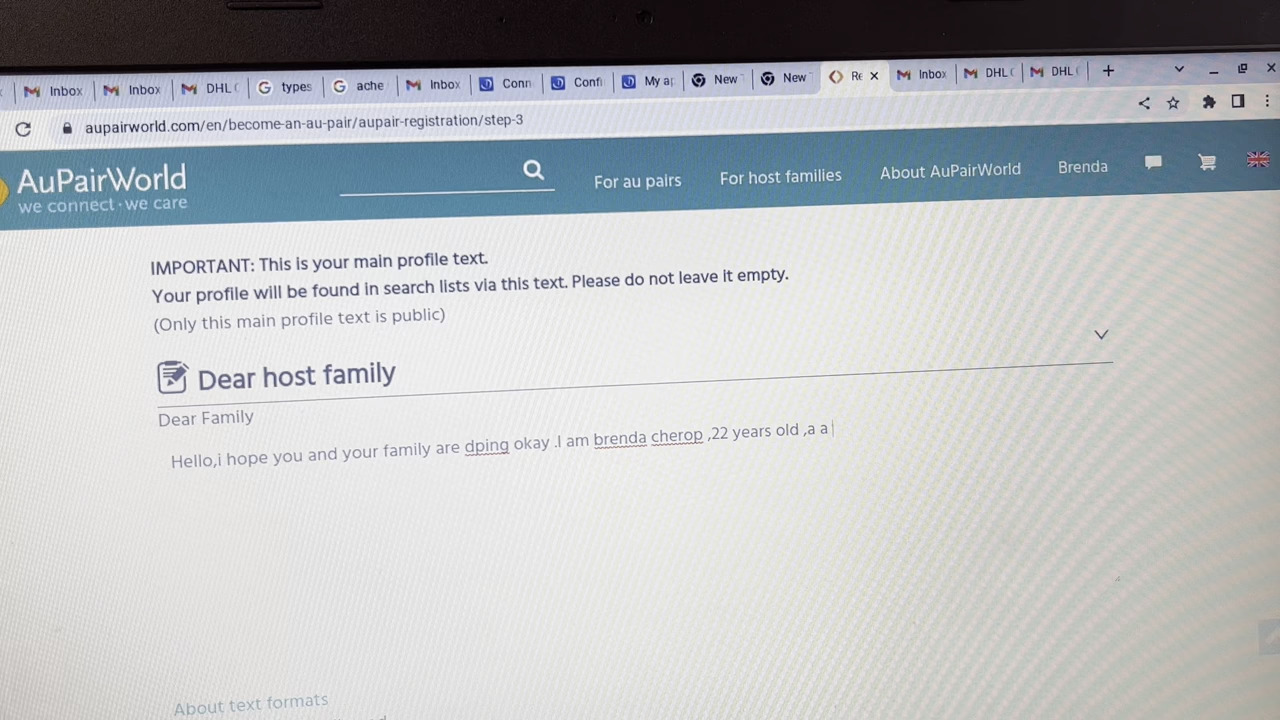 Inbox Inbox DHL types ache Inbox Conn Confi My a New New Re Inbox DHL DHL
aupairworld.com/en/become-an-au-pair/aupair-registration/step-3
AuPairWorld
we connect·we care
For au pairs For host families About AuPairWorld Brenda
IMPORTANT: This is your main profile text.
Your profile will be found in search lists via this text. Please do not leave it empty.
(Only this main profile text is public)
Dear host family
Dear Family
Hello,i hope you and your family are dping okay .I am brenda cherop ,22 years old ,a a
About text formats